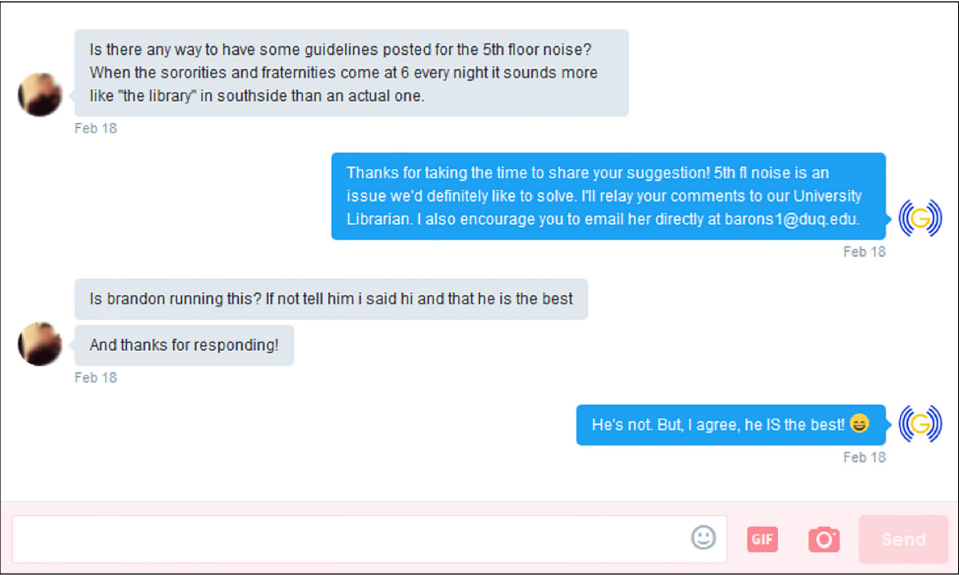 Is there any way to have some guidelines posted for the 5th floor noise?
When the sororities and fraternities come at 6 every night it sounds more
like "the library" in southside than an actual one.
Feb 18
Thanks for taking the time to share your suggestion! 5th fl noise is an
issue we'd definitely like to solve. I'll relay your comments to our University
Librarian. I also encourage you to email her directly at barons1@duq.edu.
G
Feb 18
Is brandon running this? If not tell him i said hi and that he is the best
And thanks for responding!
Feb 18
He's not. But, I agree, he IS the best! 😄
G
Feb 18
GIF
Send